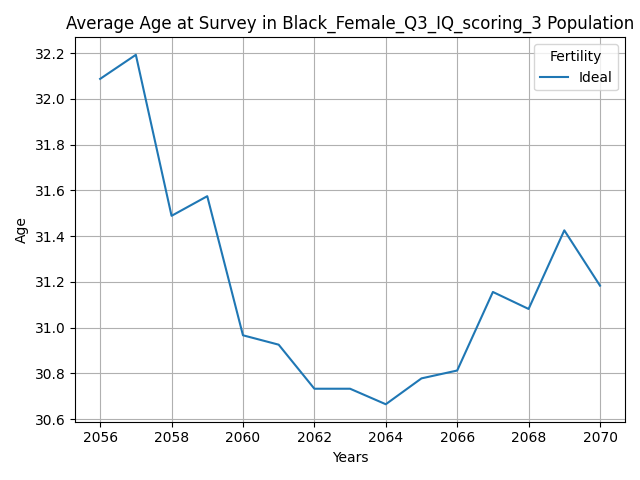 Average Age at Survey in Black_Female_Q3_IQ_scoring_3 Population
Fertility
Ideal
32.2
32.0
31.8
31.6
31.4
31.2
31.0
30.8
30.6
Age
2056 2058 2060 2062 2064 2066 2068 2070
Years